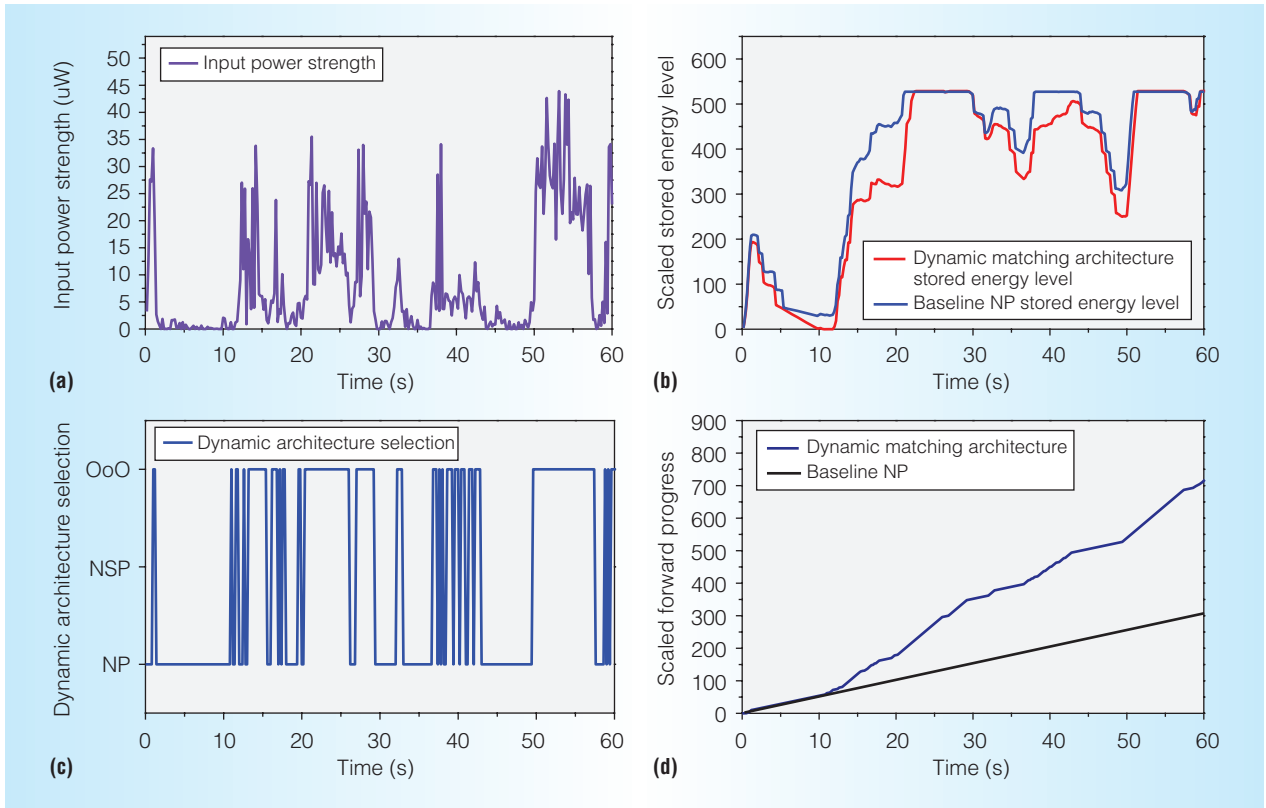 Input power strength (uW)
50
45
40
35
30
25
20
15
10
5
0
Input power strength
0 10 20 30 40 50 60
Time (s)
(a)
Scaled stored energy level
600
500
400
300
200
100
0
Dynamic matching architecture
stored energy level
Baseline NP stored energy level
0 10 20 30 40 50 60
Time (s)
(b)
Dynamic architecture selection
OoO
NSP
NP
Dynamic architecture selection
0 10 20 30 40 50 60
Time (s)
(c)
Scaled forward progress
900
800
700
600
500
400
300
200
100
0
Dynamic matching architecture
Baseline NP
0 10 20 30 40 50 60
Time (s)
(d)